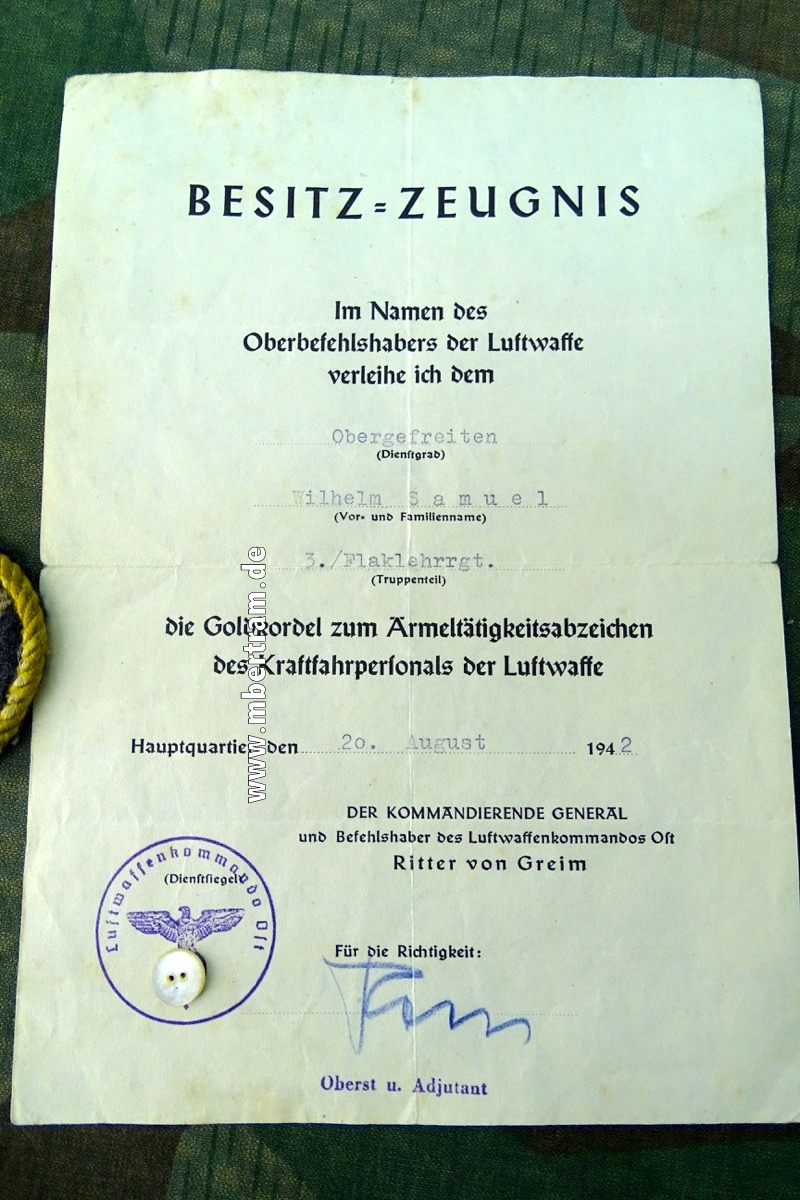 BESITZ=ZEUGNIS
Im Namen des
Oberbefehlshabers der Luftwaffe
verleihe ich dem
Obergefreiten
(Dienſtgrad)
Wilhelm S a m u e l
(Vor= und Familienname)
3./Flaklehrrgt.
(Truppenteil)
die Goldkordel zum Armeltätigkeitsabzeichen
des Kraftfahrperſonals der Luftwaffe
Hauptquartier, den 20. August 1942
DER KOMMANDIERENDE GENERAL
und Befehlshaber des Luftwaffenkommandos Oſt
Ritter von Greim
Luftwaffenkommando Oſt
(Dienſtſiegel)
Für die Richtigkeit:
Oberst u. Adjutant
www.mbertram.de